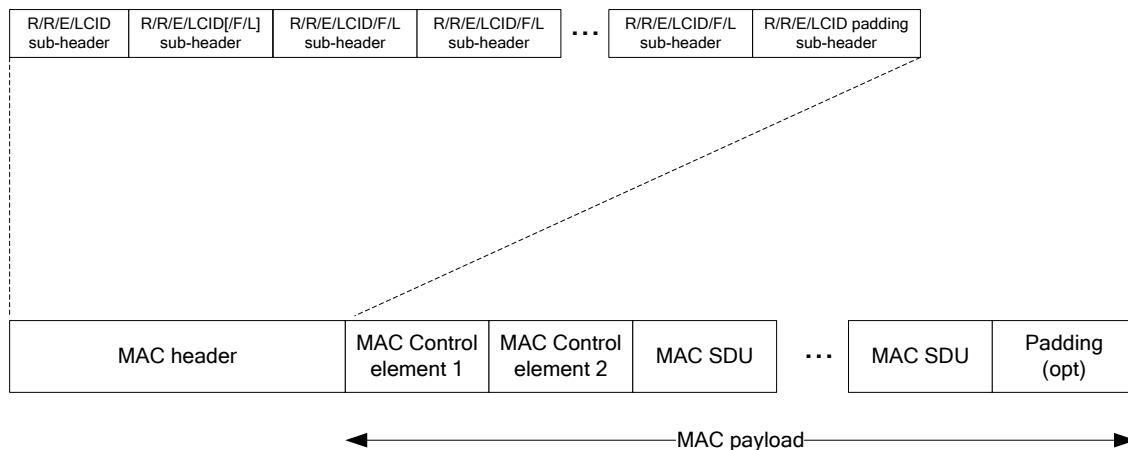 R/R/E/LCID
sub-header
R/R/E/LCID[/F/L]
sub-header
R/R/E/LCID/F/L
sub-header
R/R/E/LCID/F/L
sub-header
...
R/R/E/LCID/F/L
sub-header
R/R/E/LCID padding
sub-header
MAC header
MAC Control
element 1
MAC Control
element 2
MAC SDU
...
MAC SDU
Padding
(opt)
MAC payload